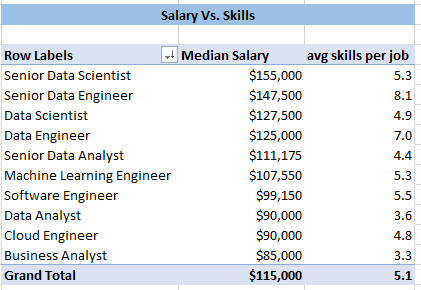 Salary Vs. Skills
Row Labels Median Salary avg skills per job
Senior Data Scientist $155,000 5.3
Senior Data Engineer $147,500 8.1
Data Scientist $127,500 4.9
Data Engineer $125,000 7.0
Senior Data Analyst $111,175 4.4
Machine Learning Engineer $107,550 5.3
Software Engineer $99,150 5.5
Data Analyst $90,000 3.6
Cloud Engineer $90,000 4.8
Business Analyst $85,000 3.3
Grand Total $115,000 5.1